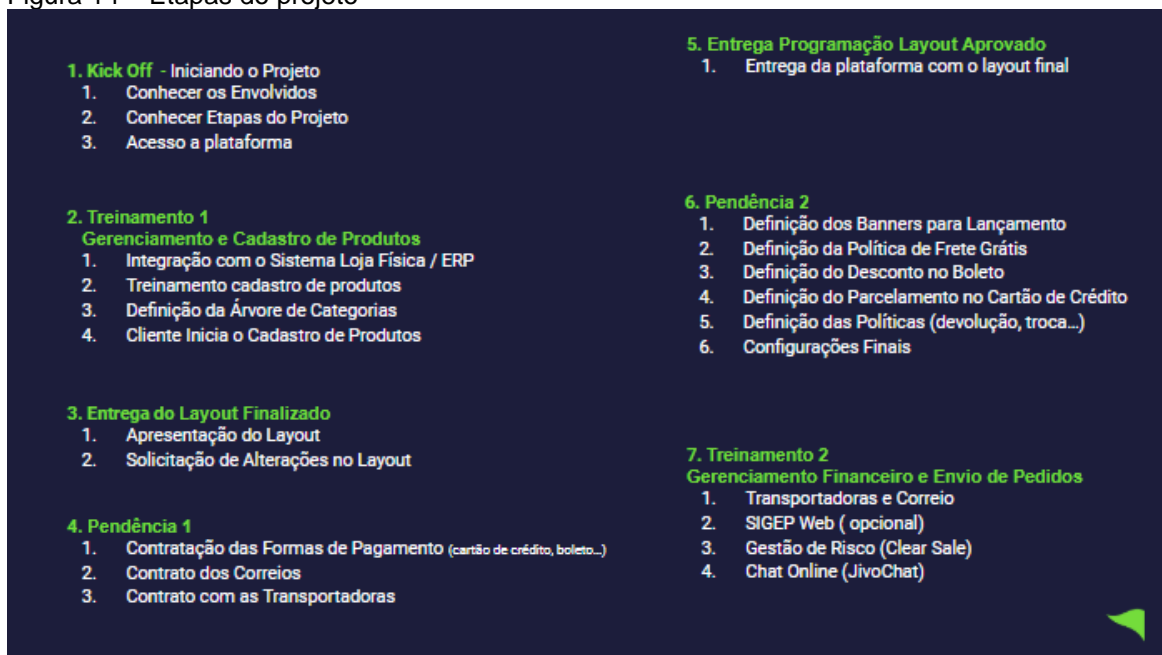 Figura 14 – Etapas do projeto
1. Kick Off - Iniciando o Projeto
1. Conhecer os Envolvidos
2. Conhecer Etapas do Projeto
3. Acesso a plataforma
2. Treinamento 1
Gerenciamento e Cadastro de Produtos
1. Integração com o Sistema Loja Física / ERP
2. Treinamento cadastro de produtos
3. Definição da Árvore de Categorias
4. Cliente Inicia o Cadastro de Produtos
3. Entrega do Layout Finalizado
1. Apresentação do Layout
2. Solicitação de Alterações no Layout
4. Pendência 1
1. Contratação das Formas de Pagamento (cartão de crédito, boleto...)
2. Contrato dos Correios
3. Contrato com as Transportadoras
5. Entrega Programação Layout Aprovado
1. Entrega da plataforma com o layout final
6. Pendência 2
1. Definição dos Banners para Lançamento
2. Definição da Política de Frete Grátis
3. Definição do Desconto no Boleto
4. Definição do Parcelamento no Cartão de Crédito
5. Definição das Políticas (devolução, troca...)
6. Configurações Finais
7. Treinamento 2
Gerenciamento Financeiro e Envio de Pedidos
1. Transportadoras e Correio
2. SIGEP Web ( opcional)
3. Gestão de Risco (Clear Sale)
4. Chat Online (JivoChat)